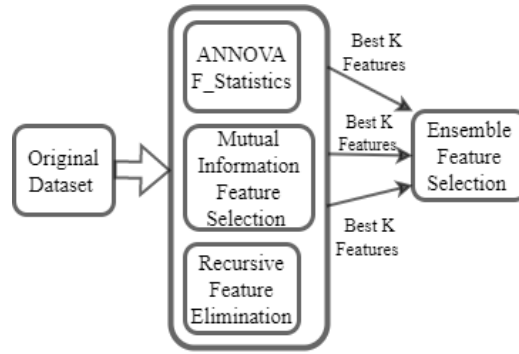 Original
Dataset
ANNOVA
F_Statistics
Mutual
Information
Feature
Selection
Recursive
Feature
Elimination
Best K
Features
Best K
Features
Best K
Features
Ensemble
Feature
Selection